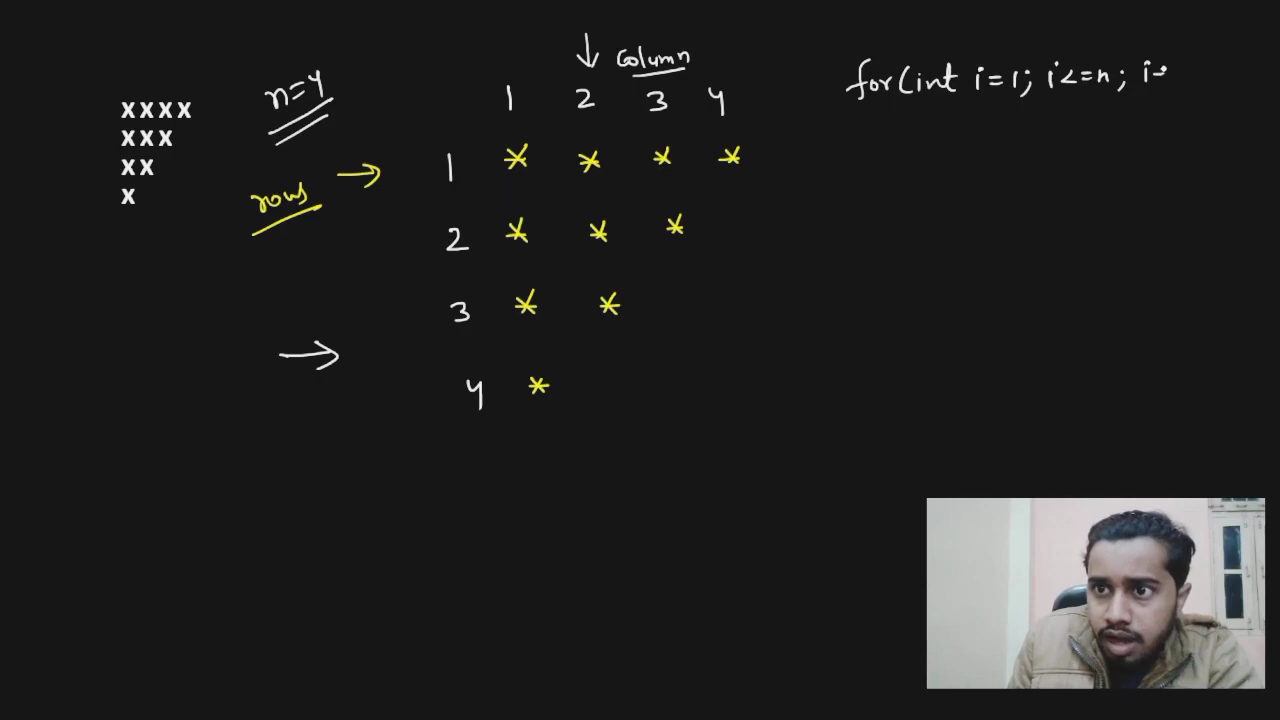 xxxx
xxx
xx
x
n=4
rows →
↓ column
1 2 3 4
1 * * * *
2 * * *
3 * *
→
4 *
for(int i=1; i<=n; i-